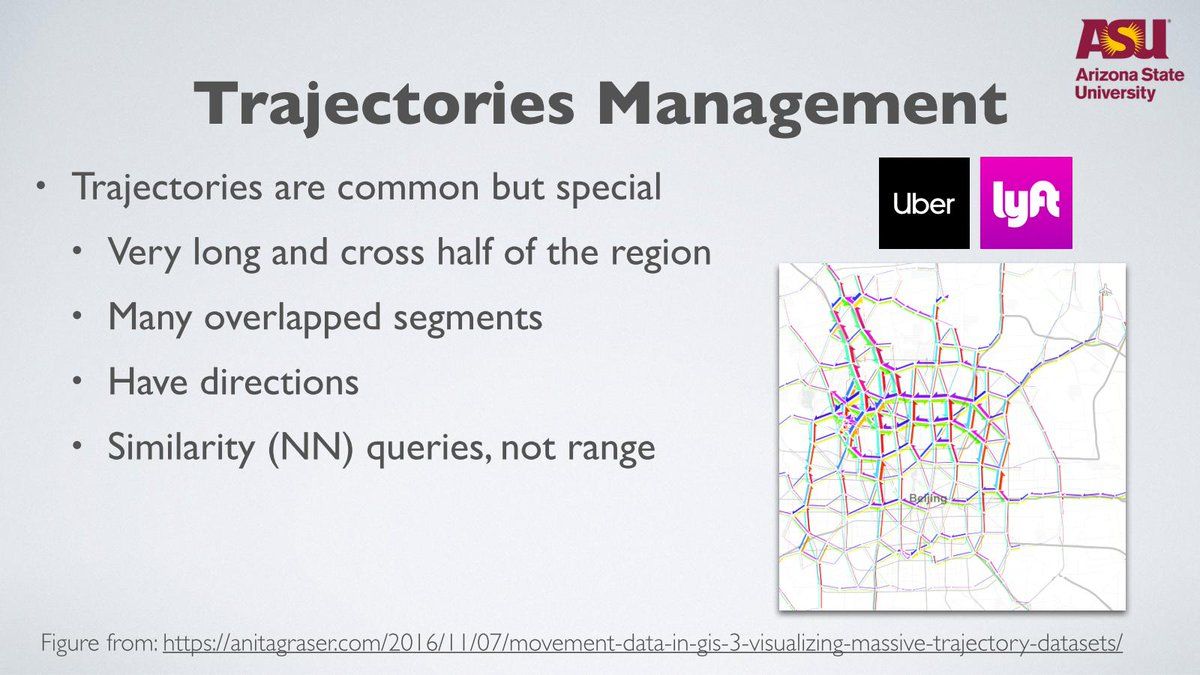 ASU
Arizona State
University
Trajectories Management
• Trajectories are common but special
• Very long and cross half of the region
• Many overlapped segments
• Have directions
• Similarity (NN) queries, not range
Uber
lyft
Beijing
Figure from: https://anitagraser.com/2016/11/07/movement-data-in-gis-3-visualizing-massive-trajectory-datasets/